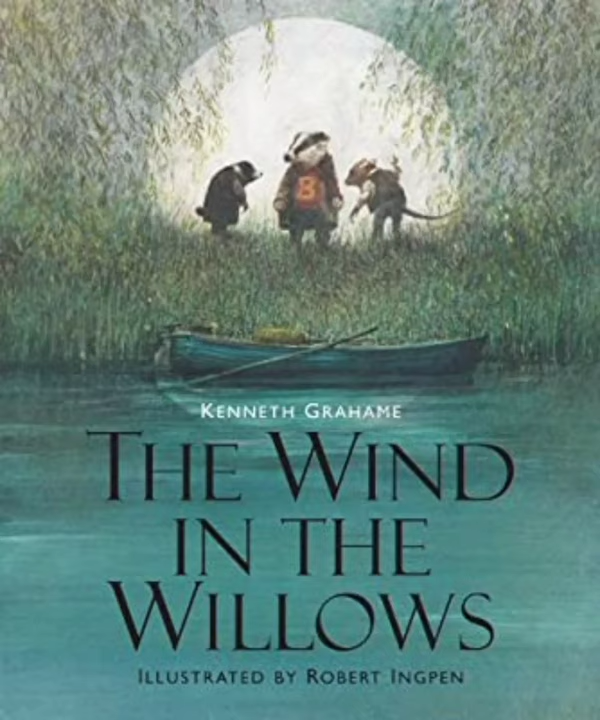 B
KENNETH GRAHAME
THE WIND
IN THE
WILLOWS
ILLUSTRATED BY ROBERT INGPEN